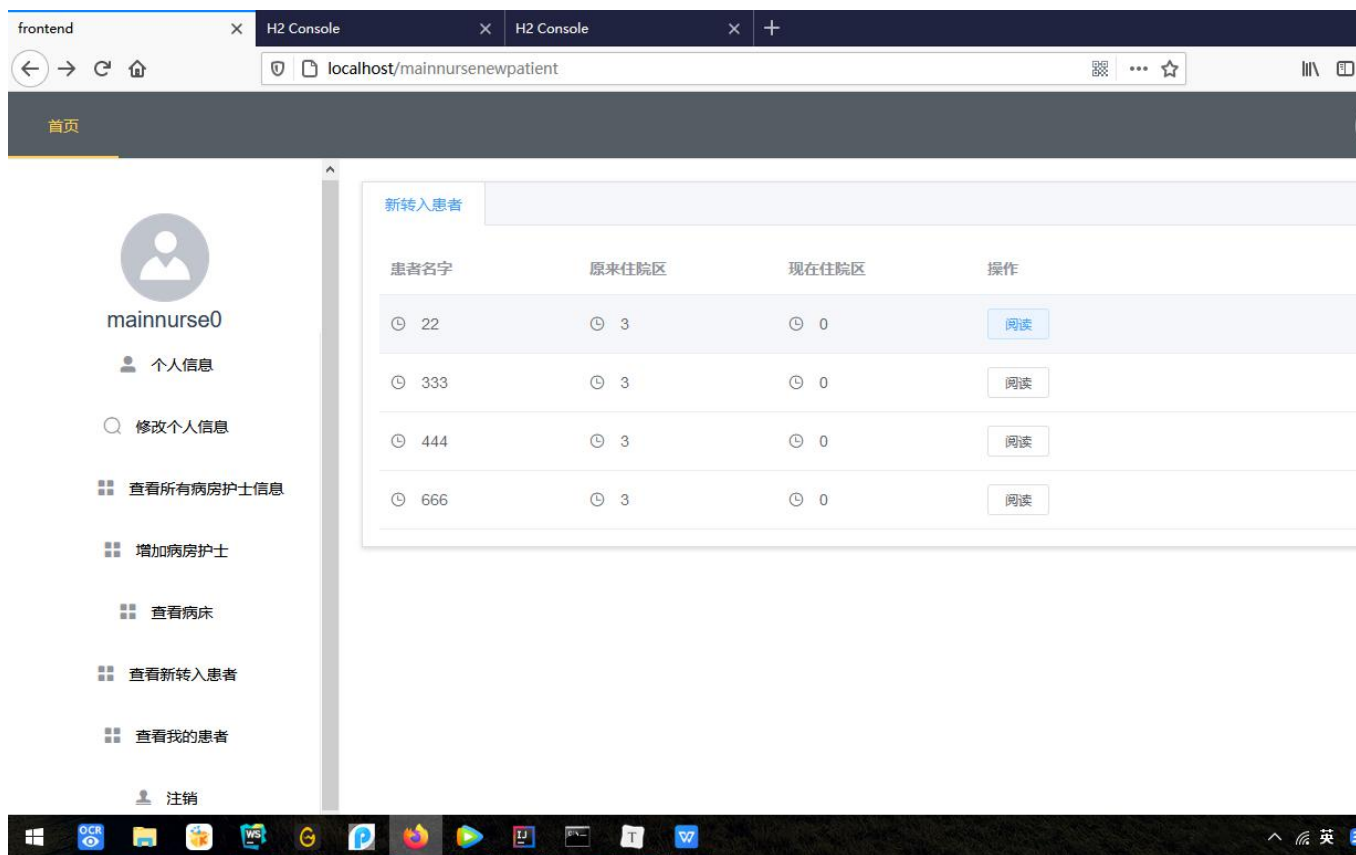 frontend H2 Console H2 Console
localhost/mainnursenewpatient
首页
新转入患者
患者名字 原来住院区 现在住院区 操作
mainnurse0
22 3 0 阅读
个人信息
333 3 0 阅读
修改个人信息
444 3 0 阅读
查看所有病房护士信息
666 3 0 阅读
增加病房护士
查看病床
查看新转入患者
查看我的患者
注销
OCR WS IJ T W 英